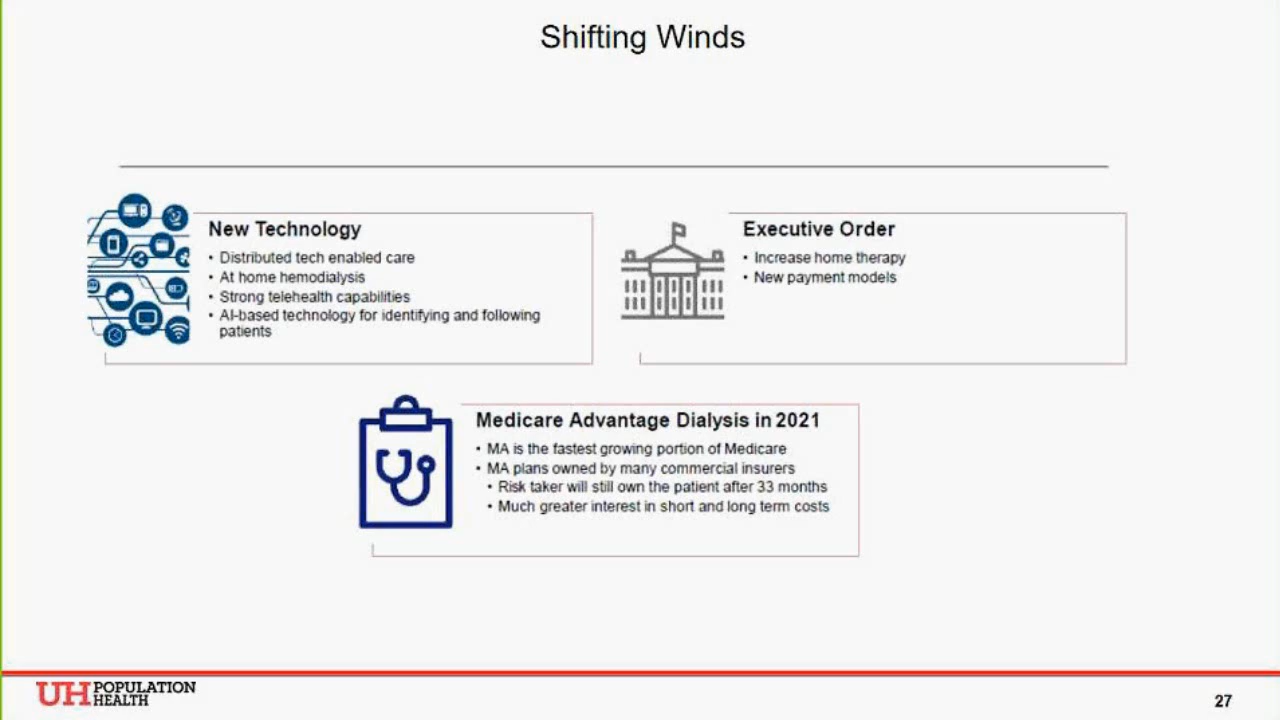 Shifting Winds
New Technology
• Distributed tech enabled care
• At home hemodialysis
• Strong telehealth capabilities
• AI-based technology for identifying and following
patients
Executive Order
• Increase home therapy
• New payment models
Medicare Advantage Dialysis in 2021
• MA is the fastest growing portion of Medicare
• MA plans owned by many commercial insurers
• Risk taker will still own the patient after 33 months
• Much greater interest in short and long term costs
UH POPULATION
HEALTH
27